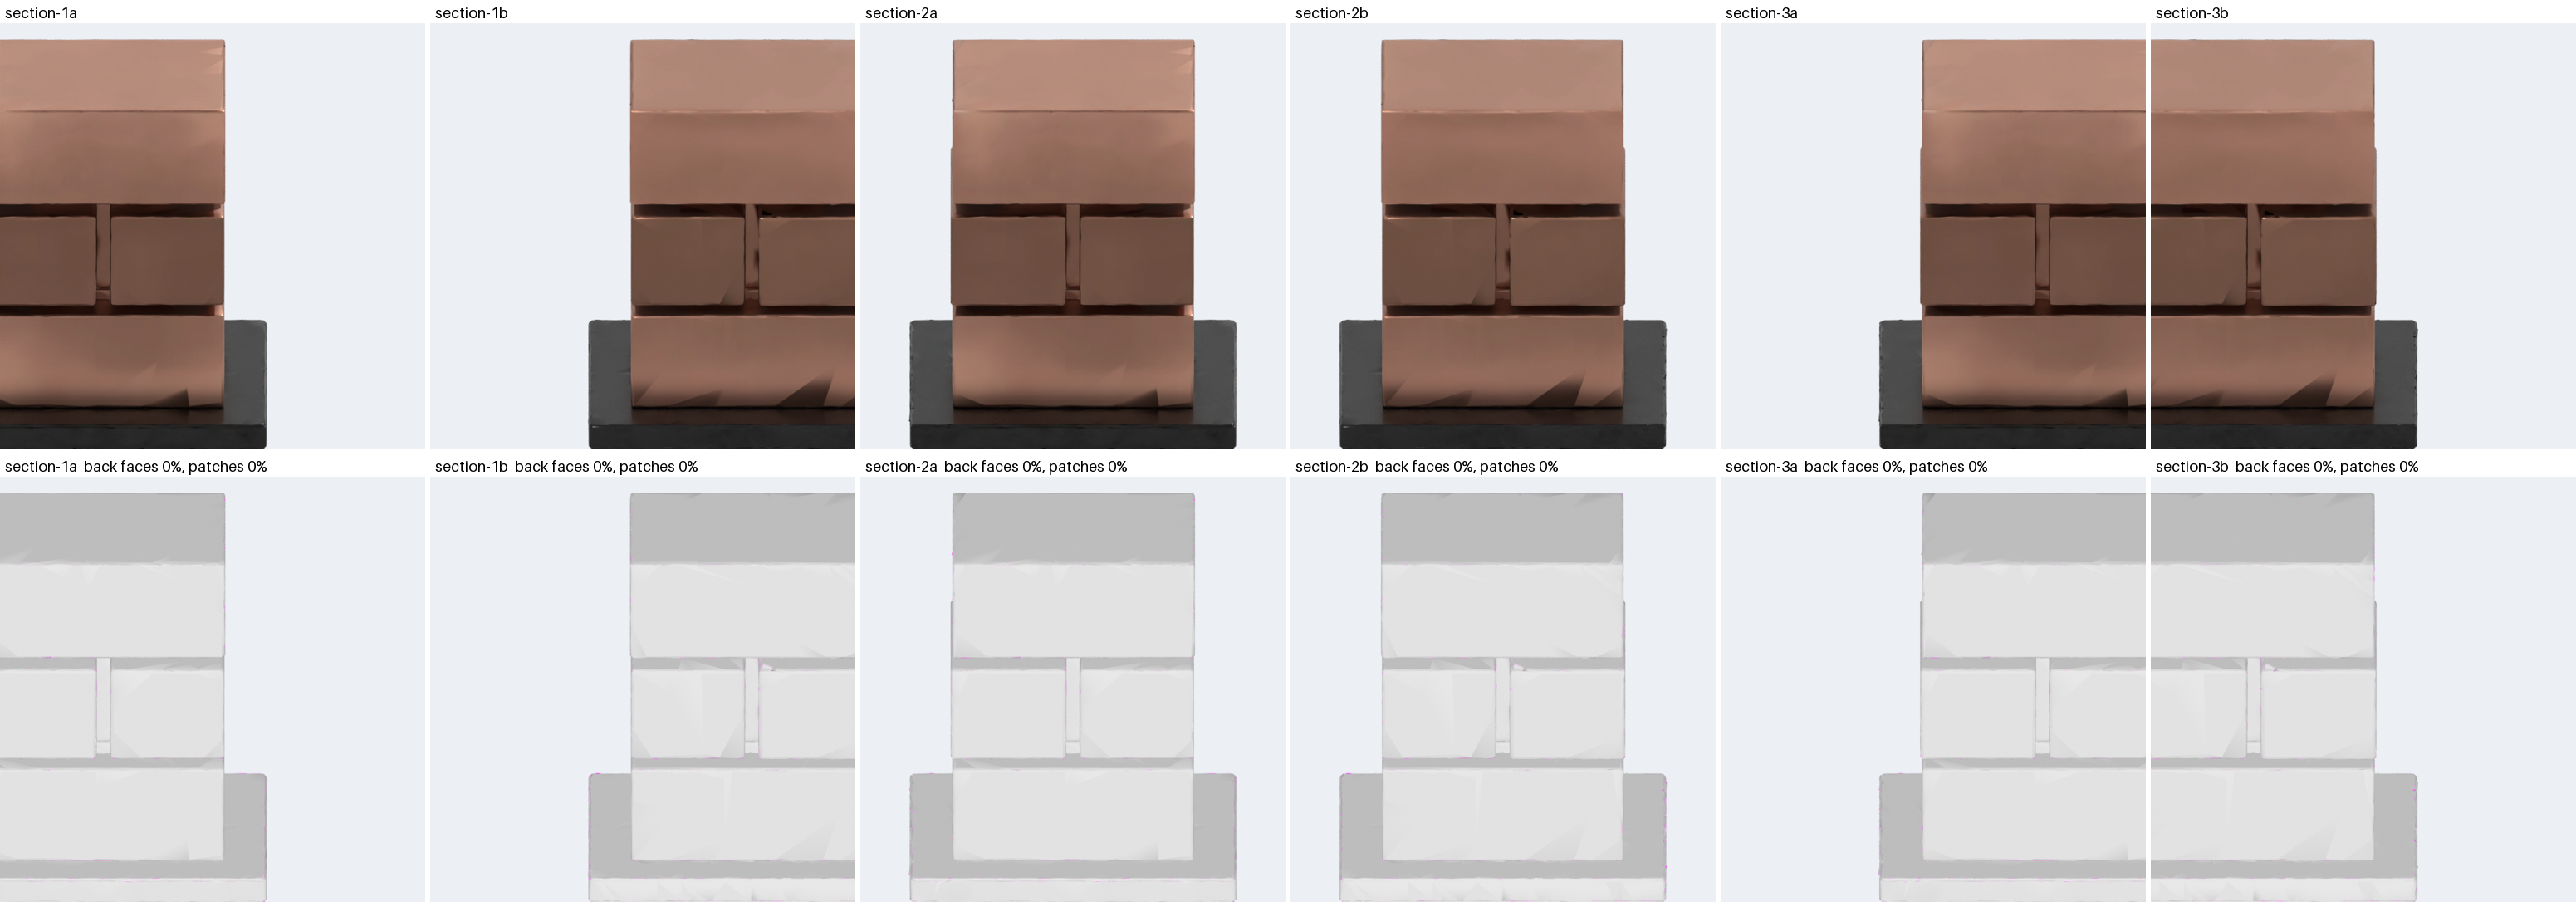 section-1a
section-1b
section-2a
section-2b
section-3a
section-3b
section-1a back faces 0%, patches 0%
section-1b back faces 0%, patches 0%
section-2a back faces 0%, patches 0%
section-2b back faces 0%, patches 0%
section-3a back faces 0%, patches 0%
section-3b back faces 0%, patches 0%